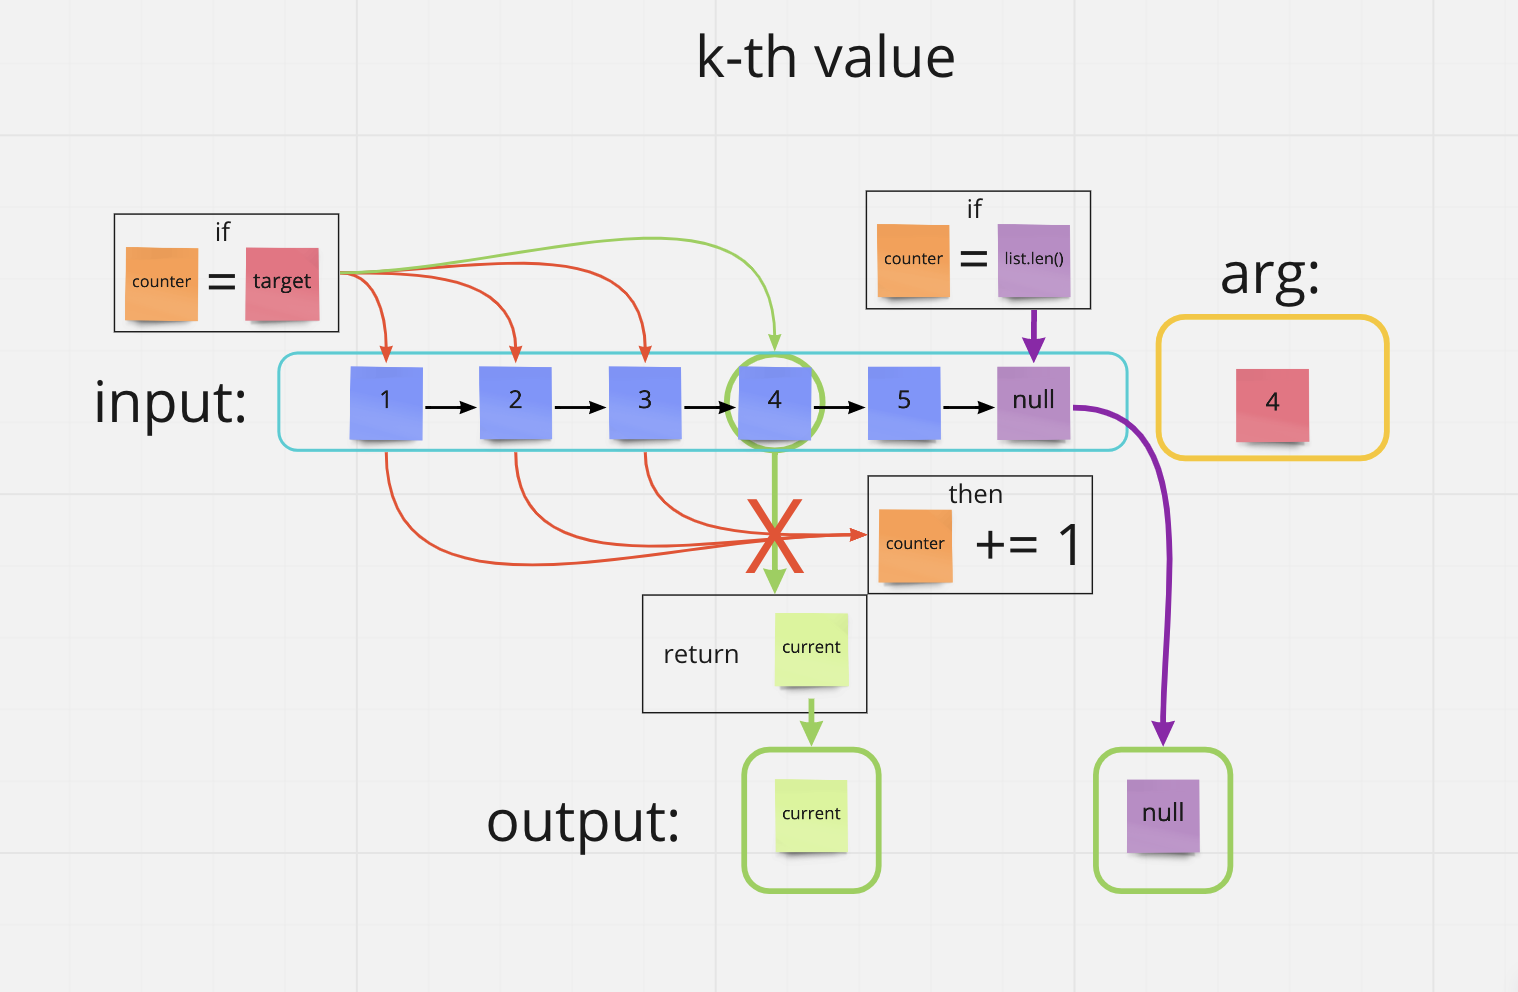 k-th value
if
counter = target
if
counter = list.len()
arg:
input:
1
2
3
4
5
null
4
X
then
counter += 1
return current
output:
current
null